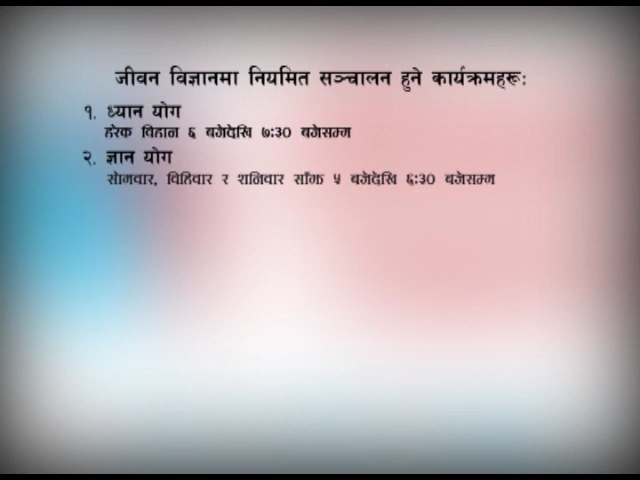 जीवन विज्ञानमा नियमित सञ्चालन हुने कार्यक्रमहरू:
१. ध्यान योग
हरेक विहान ६ बजेदेखि ७:३० बजेसम्म
२. ज्ञान योग
सोमवार, विहिवार र शनिवार साँझ ५ बजेदेखि ६:३० बजेसम्म